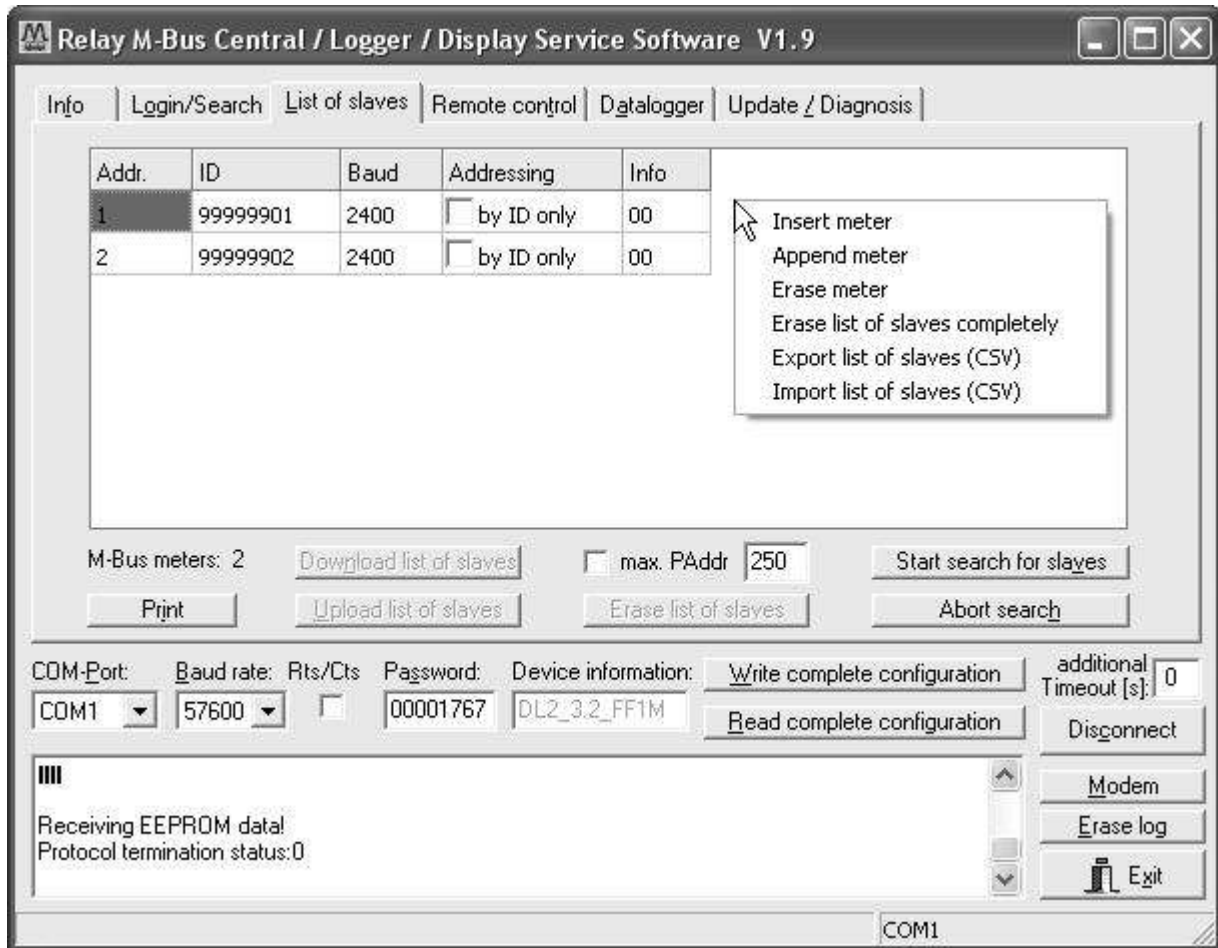 Relay M-Bus Central / Logger / Display Service Software V1.9
Info Login/Search List of slaves Remote control Datalogger Update / Diagnosis
Addr. ID Baud Addressing Info
1 99999901 2400 by ID only 00
2 99999902 2400 by ID only 00
Insert meter
Append meter
Erase meter
Erase list of slaves completely
Export list of slaves (CSV)
Import list of slaves (CSV)
M-Bus meters: 2 Download list of slaves max. PAddr 250 Start search for slaves
Print Upload list of slaves Erase list of slaves Abort search
COM-Port: Baud rate: Rts/Cts Password: Device information: Write complete configuration additional Timeout [s]: 0
COM1 57600 00001767 DL2_3.2_FF1M Read complete configuration Disconnect
Receiving EEPROM data!
Protocol termination status:0
Modem
Erase log
Exit
COM1